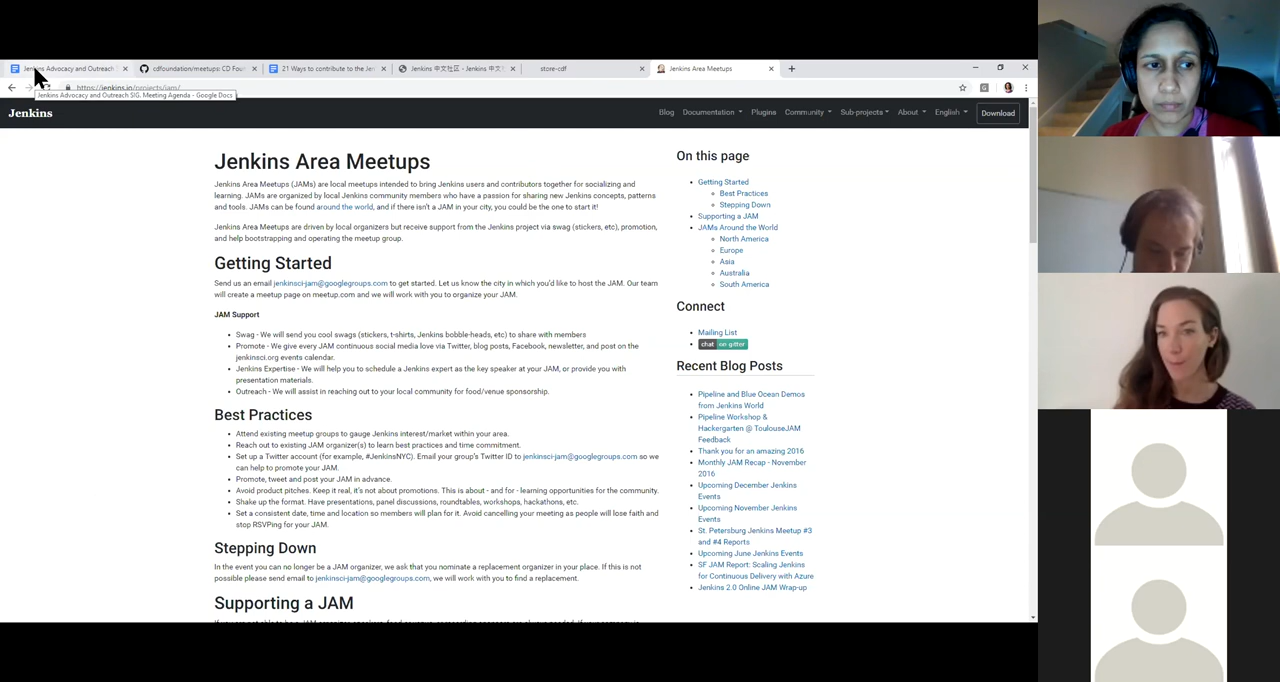 Jenkins Advocacy and Outreach
cdfoundation/meetups: CD Foun
21 Ways to contribute to the Jen
Jenkins 中文社区 - Jenkins 中文
store-cdf
Jenkins Area Meetups
https://jenkins.io/projects/jam/
Jenkins Advocacy and Outreach SIG, Meeting Agenda - Google Docs
Jenkins
Blog Documentation Plugins Community Sub-projects About English Download
Jenkins Area Meetups
Jenkins Area Meetups (JAMs) are local meetups intended to bring Jenkins users and contributors together for socializing and
learning. JAMs are organized by local Jenkins community members who have a passion for sharing new Jenkins concepts, patterns
and tools. JAMs can be found around the world, and if there isn't a JAM in your city, you could be the one to start it!
Jenkins Area Meetups are driven by local organizers but receive support from the Jenkins project via swag (stickers, etc), promotion,
and help bootstrapping and operating the meetup group.
Getting Started
Send us an email jenkinsci-jam@googlegroups.com to get started. Let us know the city in which you'd like to host the JAM. Our team
will create a meetup page on meetup.com and we will work with you to organize your JAM.
JAM Support
Swag - We will send you cool swags (stickers, t-shirts, Jenkins bobble-heads, etc) to share with members
Promote - We give every JAM continuous social media love via Twitter, blog posts, Facebook, newsletter, and post on the
jenkinsci.org events calendar.
Jenkins Expertise - We will help you to schedule a Jenkins expert as the key speaker at your JAM, or provide you with
presentation materials.
Outreach - We will assist in reaching out to your local community for food/venue sponsorship.
Best Practices
Attend existing meetup groups to gauge Jenkins interest/market within your area.
Reach out to existing JAM organizer(s) to learn best practices and time commitment.
Set up a Twitter account (for example, #JenkinsNYC). Email your group's Twitter ID to jenkinsci-jam@googlegroups.com so we
can help to promote your JAM.
Promote, tweet and post your JAM in advance.
Avoid product pitches. Keep it real, it's not about promotions. This is about - and for - learning opportunities for the community.
Shake up the format. Have presentations, panel discussions, roundtables, workshops, hackathons, etc.
Set a consistent date, time and location so members will plan for it. Avoid cancelling your meeting as people will lose faith and
stop RSVPing for your JAM.
Stepping Down
In the event you can no longer be a JAM organizer, we ask that you nominate a replacement organizer in your place. If this is not
possible please send email to jenkinsci-jam@googlegroups.com, we will work with you to find a replacement.
Supporting a JAM
On this page
Getting Started
Best Practices
Stepping Down
Supporting a JAM
JAMs Around the World
North America
Europe
Asia
Australia
South America
Connect
Mailing List
chat on gitter
Recent Blog Posts
Pipeline and Blue Ocean Demos
from Jenkins World
Pipeline Workshop &
Hackergarten @ ToulouseJAM
Feedback
Thank you for an amazing 2016
Monthly JAM Recap - November
2016
Upcoming December Jenkins
Events
Upcoming November Jenkins
Events
St. Petersburg Jenkins Meetup #3
and #4 Reports
Upcoming June Jenkins Events
SF JAM Report: Scaling Jenkins
for Continuous Delivery with Azure
Jenkins 2.0 Online JAM Wrap-up